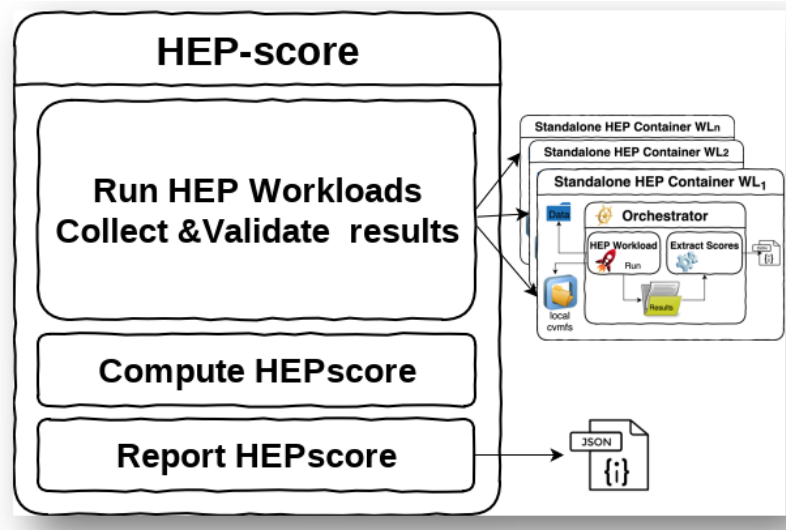 HEP-score
Run HEP Workloads
Collect &Validate results
Compute HEPscore
Report HEPscore
Standalone HEP Container WLn
Standalone HEP Container WL2
Standalone HEP Container WL1
Data
Orchestrator
HEP Workload
Run
Extract Scores
Results
local
cvmfs
JSON
{i}
JSON
{i}